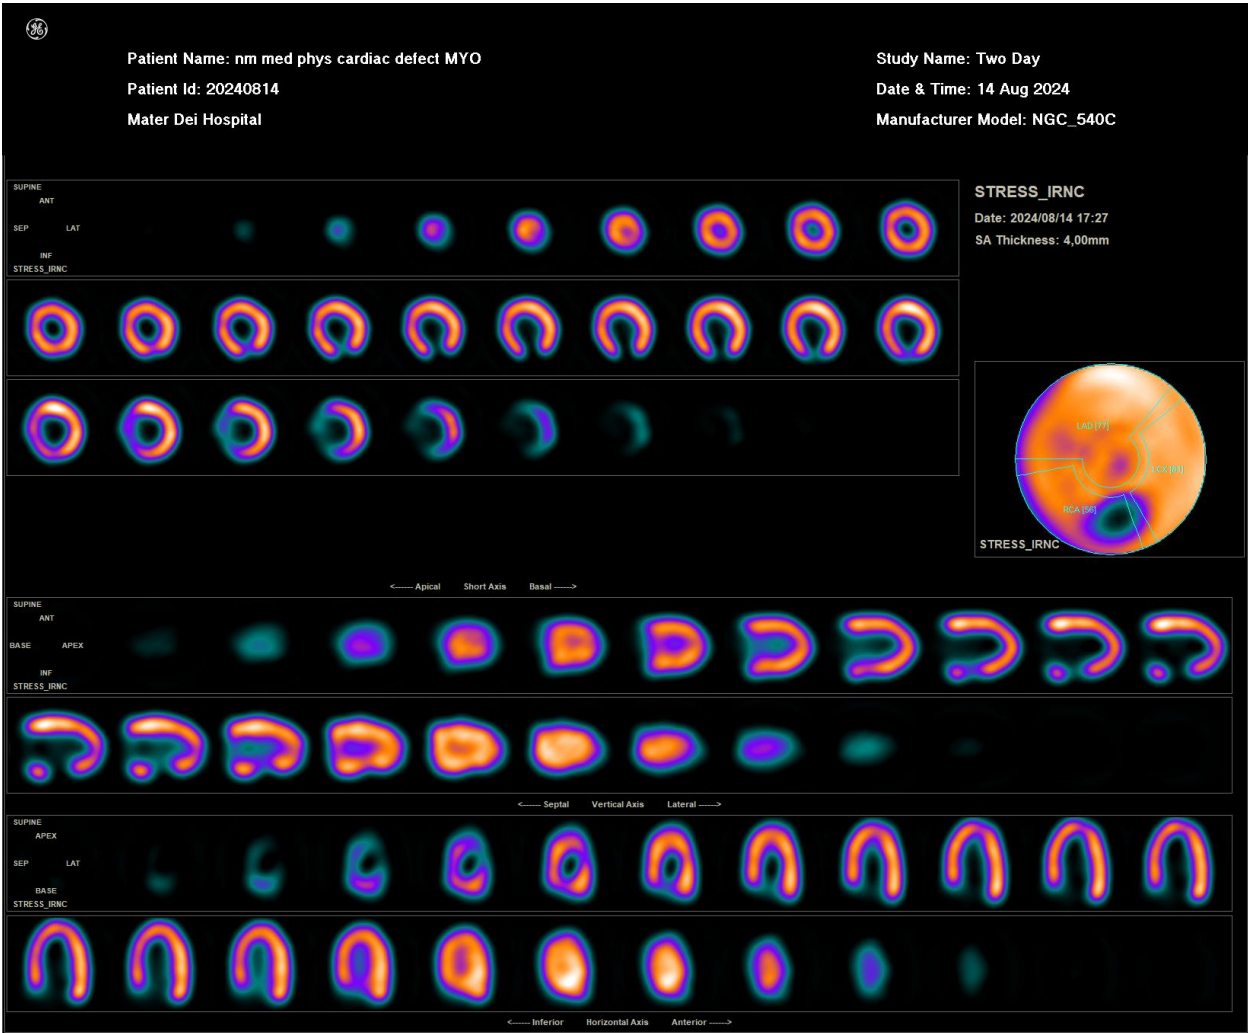 Patient Name: nm med phys cardiac defect MYO
Patient Id: 20240814
Mater Dei Hospital
Study Name: Two Day
Date & Time: 14 Aug 2024
Manufacturer Model: NGC_540C
SUPINE
ANT
SEP LAT
INF
STRESS_IRNC
STRESS_IRNC
Date: 2024/08/14 17:27
SA Thickness: 4,00mm
LAD [77]
LCX [81]
RCA [56]
STRESS_IRNC
<----- Apical Short Axis Basal ----->
SUPINE
ANT
BASE APEX
INF
STRESS_IRNC
<----- Septal Vertical Axis Lateral ----->
SUPINE
APEX
SEP LAT
BASE
STRESS_IRNC
<----- Inferior Horizontal Axis Anterior ----->